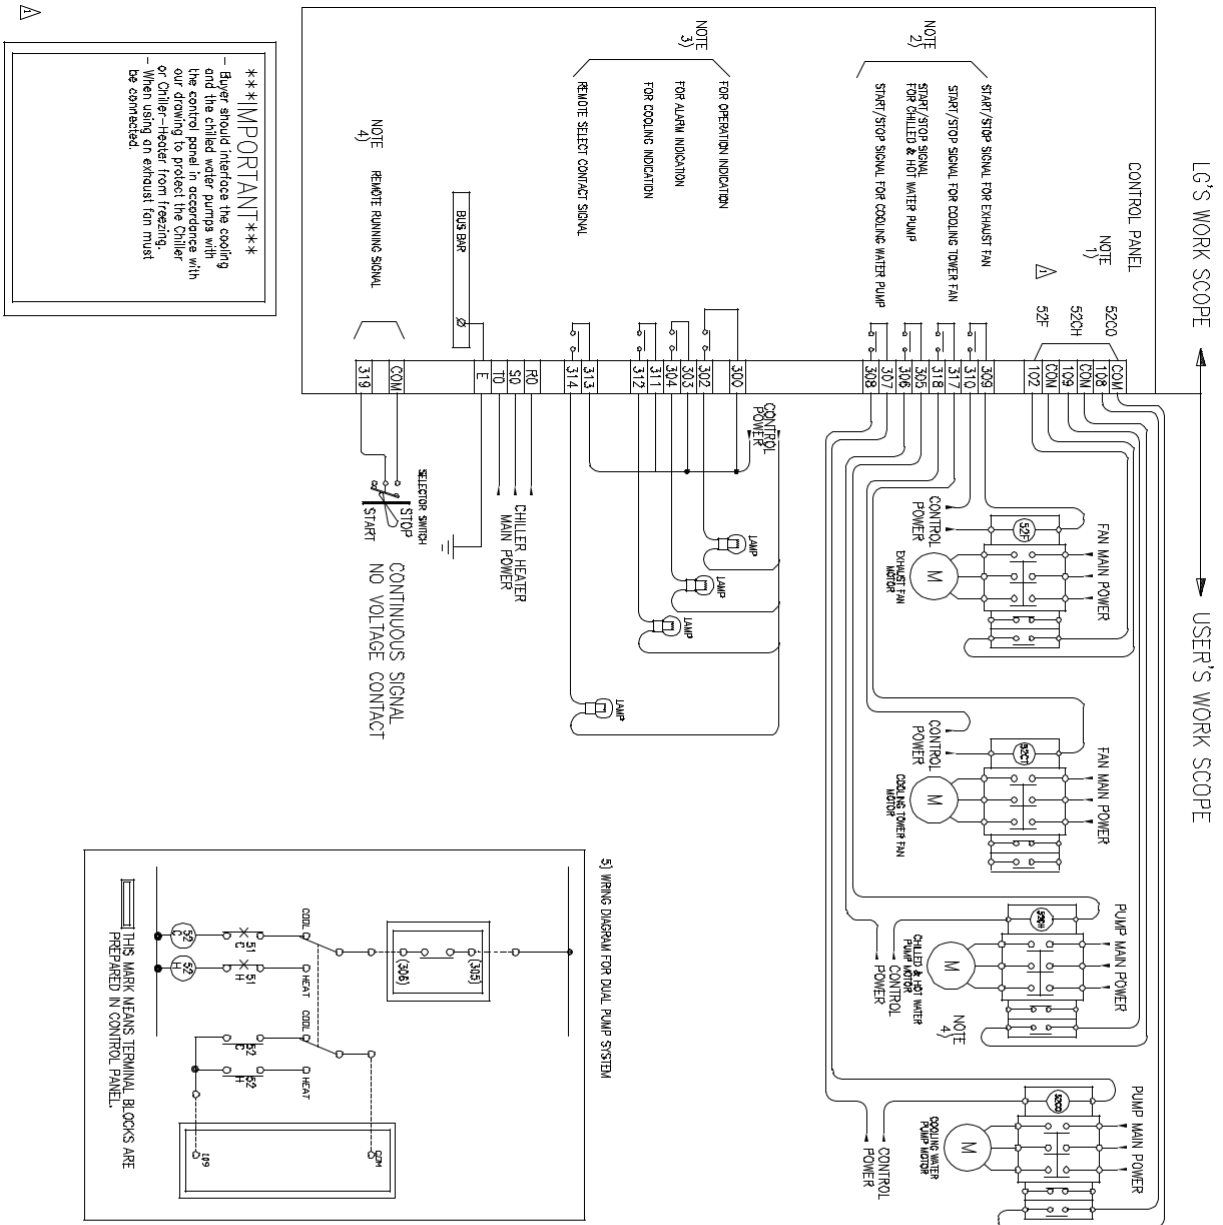 LG'S WORK SCOPE
USER'S WORK SCOPE
CONTROL PANEL
NOTE
1)
1
52CO
52CH
52F
COM
108
COM
109
COM
102
START/STOP SIGNAL FOR EXHAUST FAN
START/STOP SIGNAL FOR COOLING TOWER FAN
START/STOP SIGNAL
FOR CHILLED & HOT WATER PUMP
START/STOP SIGNAL FOR COOLING WATER PUMP
NOTE
2)
309
310
317
318
305
306
307
308
FOR OPERATION INDICATION
FOR ALARM INDICATION
FOR COOLING INDICATION
REMOTE SELECT CONTACT SIGNAL
NOTE
3)
300
302
303
304
311
312
313
314
BUS BAR
RO
SO
TO
E
NOTE
4)
REMOTE RUNNING SIGNAL
COM
319
FAN MAIN POWER
52F
CONTROL
POWER
M
EXHAUST FAN
MOTOR
FAN MAIN POWER
52CT
CONTROL
POWER
M
COOLING TOWER FAN
MOTOR
PUMP MAIN POWER
52CH
CONTROL
POWER
M
CHILLED & HOT WATER
PUMP MOTOR
NOTE
4)
PUMP MAIN POWER
52CO
CONTROL
POWER
M
COOLING WATER
PUMP MOTOR
CONTROL
POWER
LAMP
LAMP
LAMP
LAMP
CHILLER HEATER
MAIN POWER
SELECTOR SWITCH
STOP
START
CONTINUOUS SIGNAL
NO VOLTAGE CONTACT
5) WIRING DIAGRAM FOR DUAL PUMP SYSTEM
(305)
(306)
COOL
HEAT
COOL
HEAT
51
C
51
H
52
C
52
H
52
C
52
H
COM
109
THIS MARK MEANS TERMINAL BLOCKS ARE
PREPARED IN CONTROL PANEL.
***IMPORTANT***
- Buyer should interface the cooling
and the chilled water pumps with
the control panel in accordance with
our drawing to protect the Chiller
or Chiller-Heater from freezing.
- When using an exhaust fan must
be connected.
1